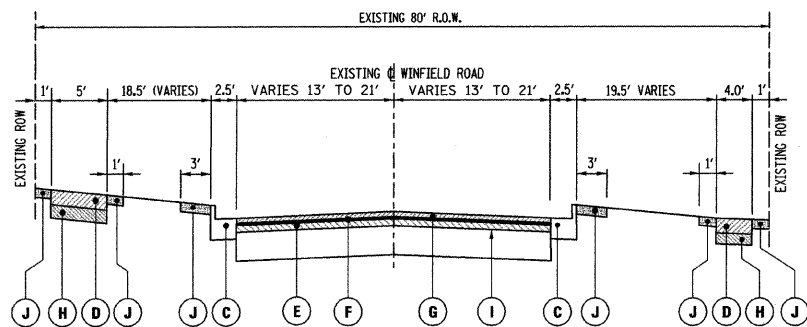 EXISTING 80' R.O.W.
EXISTING ℄ WINFIELD ROAD
1' 5' 18.5' (VARIES) 2.5' VARIES 13' TO 21' VARIES 13' TO 21' 2.5' 19.5' VARIES 4.0' 1'
EXISTING ROW
EXISTING ROW
1' 3' 3' 1'
J H D J J C E F G I C J J D H J